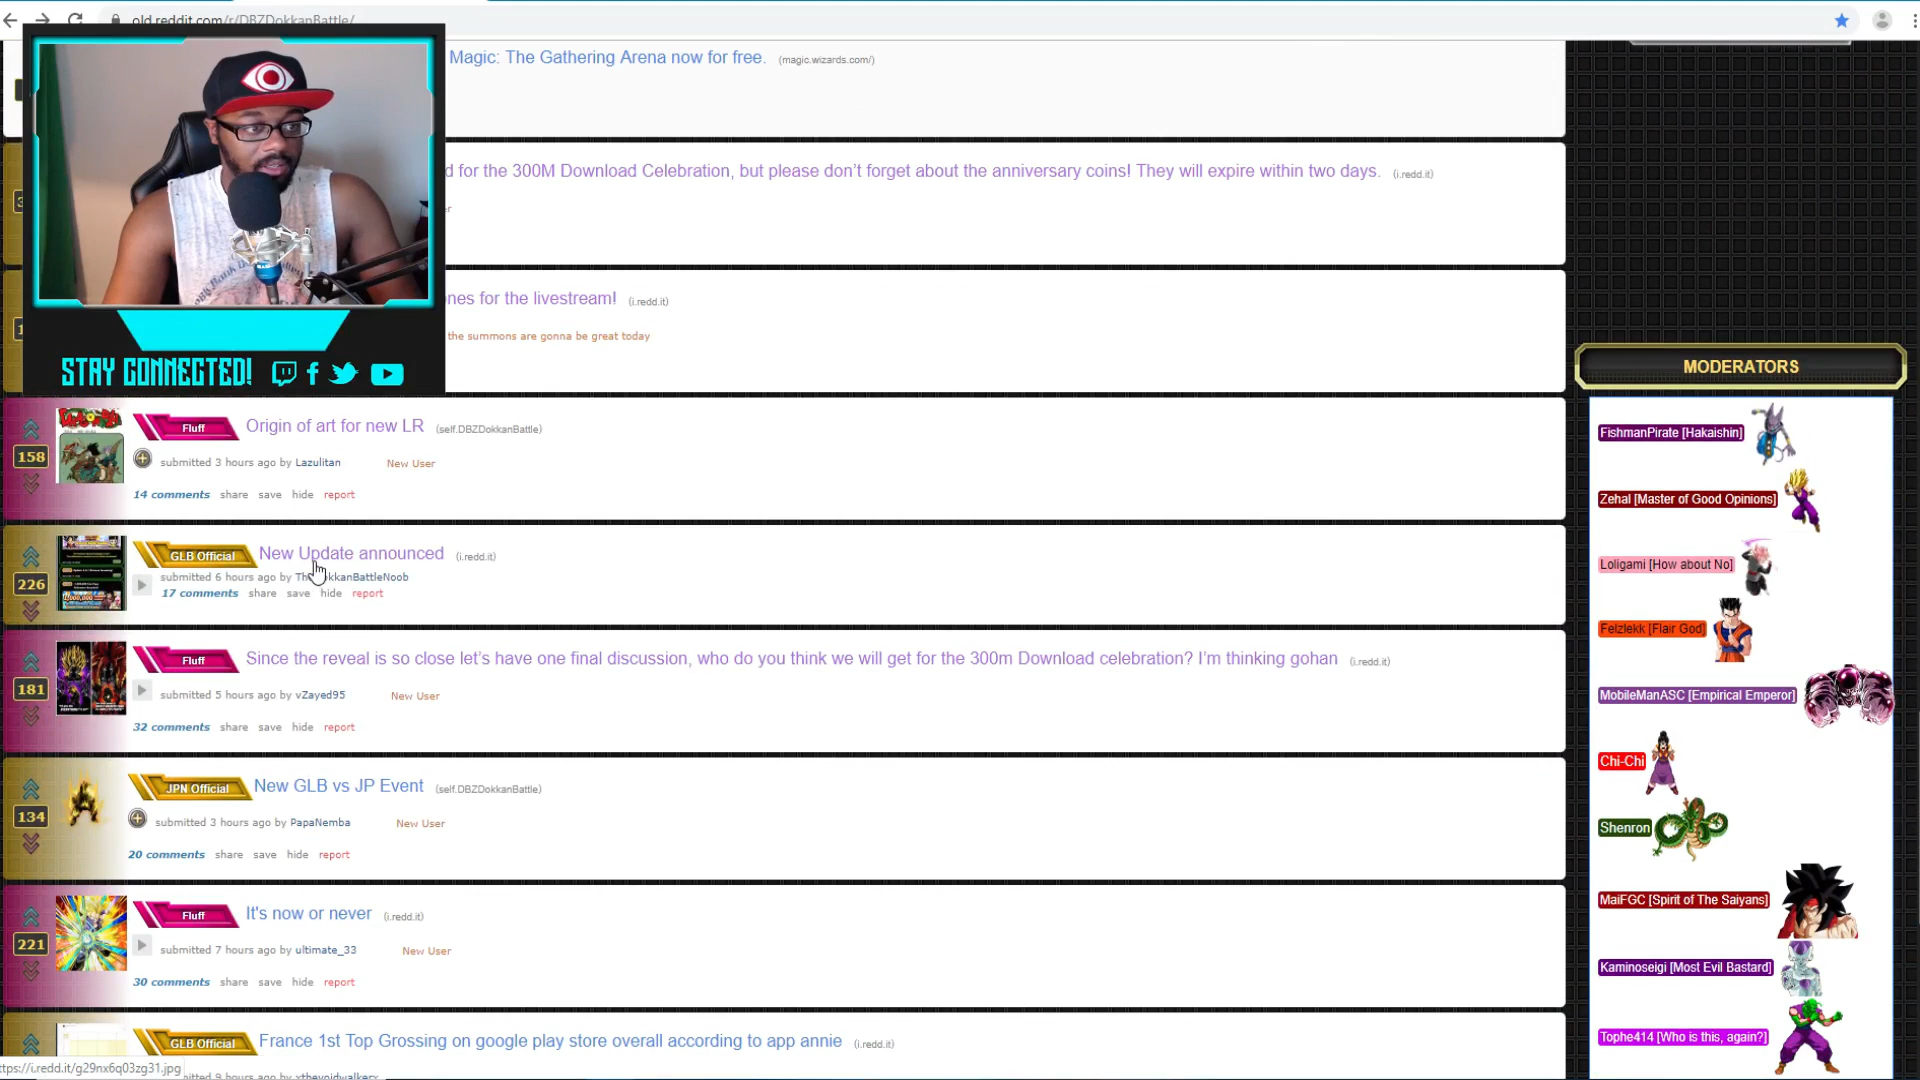 old.reddit.com/r/DBZDokkanBattle/
Magic: The Gathering Arena now for free. (magic.wizards.com/)
d for the 300M Download Celebration, but please don't forget about the anniversary coins! They will expire within two days. (i.redd.it)
nes for the livestream! (i.redd.it)
the summons are gonna be great today
STAY CONNECTED!
Fluff Origin of art for new LR (self.DBZDokkanBattle)
158
submitted 3 hours ago by Lazulitan New User
14 comments share save hide report
GLB Official New Update announced (i.redd.it)
226
submitted 6 hours ago by Th okkanBattleNoob
17 comments share save hide report
Fluff Since the reveal is so close let's have one final discussion, who do you think we will get for the 300m Download celebration? I'm thinking gohan (i.redd.it)
181
submitted 5 hours ago by vZayed95 New User
32 comments share save hide report
JPN Official New GLB vs JP Event (self.DBZDokkanBattle)
134
submitted 3 hours ago by PapaNemba New User
20 comments share save hide report
Fluff It's now or never (i.redd.it)
221
submitted 7 hours ago by ultimate_33 New User
30 comments share save hide report
GLB Official France 1st Top Grossing on google play store overall according to app annie (i.redd.it)
ttps://i.redd.it/g29nx6q03zg31.jpg
mitted 9 hours ago by xthevoidwalkerx
MODERATORS
FishmanPirate [Hakaishin]
Zehal [Master of Good Opinions]
Loligami [How about No]
Felzlekk [Flair God]
MobileManASC [Empirical Emperor]
Chi-Chi
Shenron
MaiFGC [Spirit of The Saiyans]
Kaminoseigi [Most Evil Bastard]
Tophe414 [Who is this, again?]